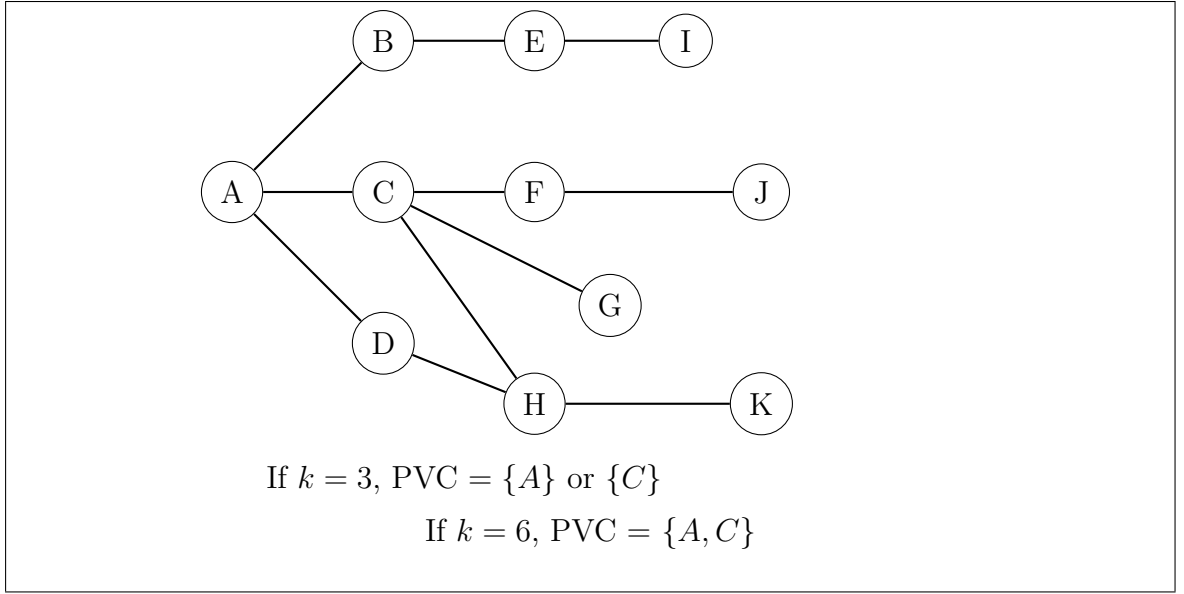 B E I
A C F J
G
D
H K
If k = 3, PVC = {A} or {C}
If k = 6, PVC = {A, C}